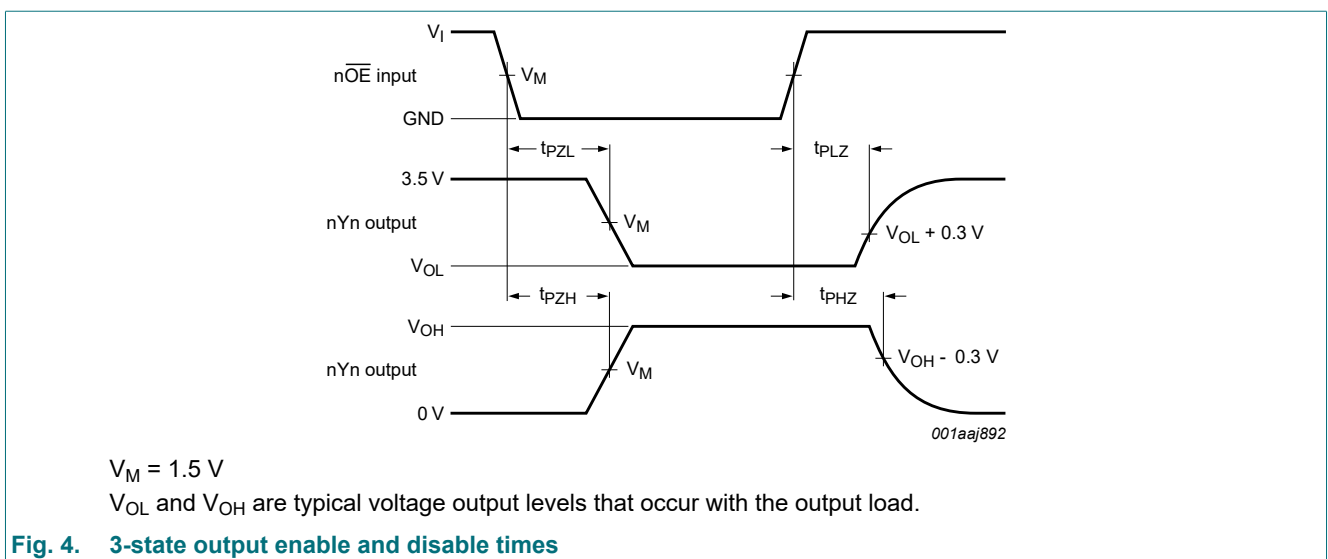 V_I
nO̅E̅ input
V_M
GND
t_PZL
t_PLZ
3.5 V
nYn output
V_M
V_OL + 0.3 V
V_OL
t_PZH
t_PHZ
V_OH
V_OH - 0.3 V
nYn output
V_M
0 V
001aaj892
V_M = 1.5 V
V_OL and V_OH are typical voltage output levels that occur with the output load.
Fig. 4. 3-state output enable and disable times